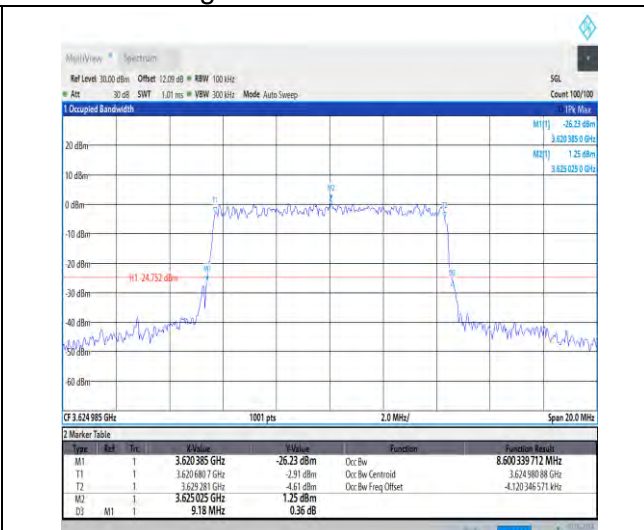 MultiView Spectrum
Ref Level 30.00 dBm Offset 12.09 dB RBW 100 kHz SGL
Att 30 dB SWT 1.01 ms VBW 300 kHz Mode Auto Sweep Count 100/100
1 Occupied Bandwidth 1Pk Max
M1[1] -26.23 dBm
3.620 385 0 GHz
M2[1] 1.25 dBm
3.625 025 0 GHz
20 dBm
10 dBm
0 dBm
-10 dBm
-20 dBm
-30 dBm
-40 dBm
-50 dBm
-60 dBm
T1
M2
T2
M1
H1 -24.752 dBm
CF 3.624 985 GHz 1001 pts 2.0 MHz/ Span 20.0 MHz
2 Marker Table
Type Ref Trc X-Value Y-Value Function Function Result
M1 1 3.620 385 GHz -26.23 dBm Occ Bw 8.600 339 712 MHz
T1 1 3.620 680 7 GHz -2.91 dBm Occ Bw Centroid 3.624 980 88 GHz
T2 1 3.629 281 GHz -4.61 dBm Occ Bw Freq Offset -4.120 346 571 kHz
M2 1 3.625 025 GHz 1.25 dBm
D3 M1 1 9.18 MHz 0.36 dB